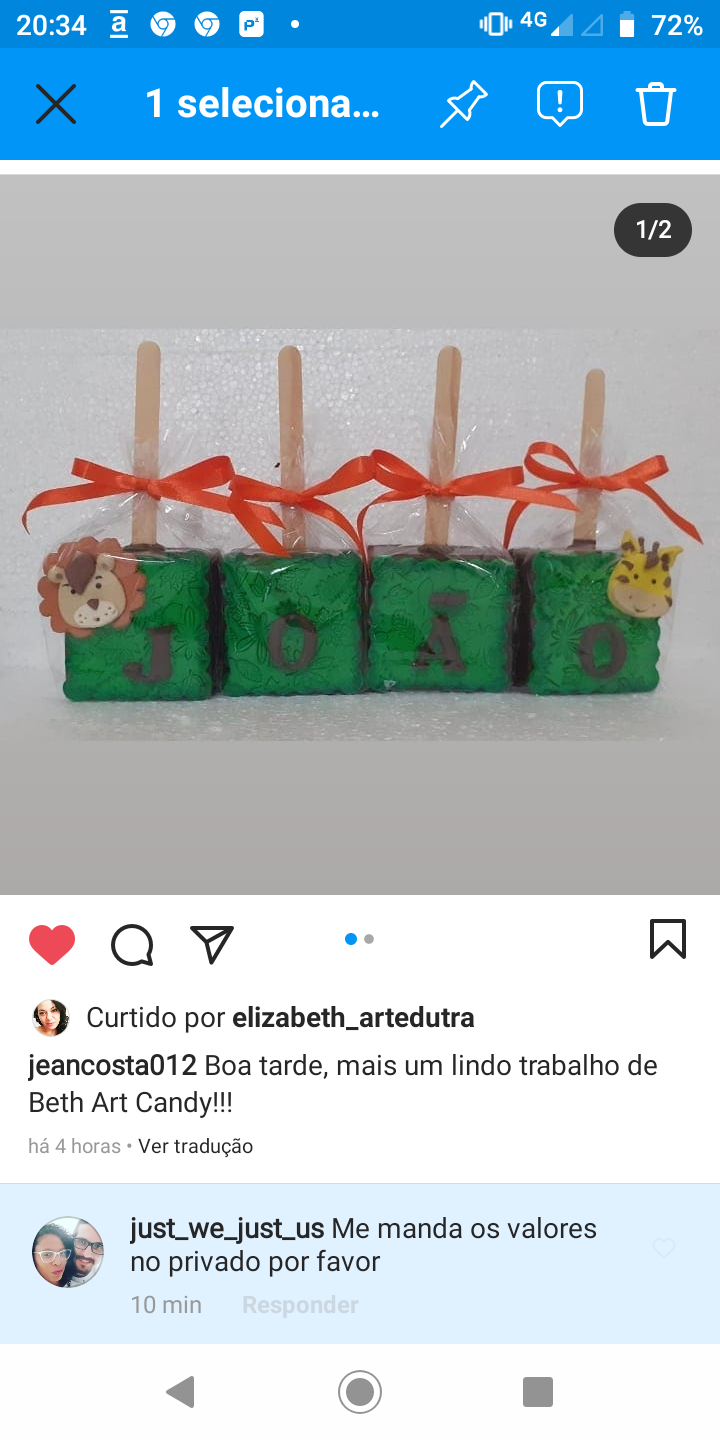 20:34 a P² 4G 72%
1 seleciona...
1/2
J O Ã O
Curtido por elizabeth_artedutra
jeancosta012 Boa tarde, mais um lindo trabalho de
Beth Art Candy!!!
há 4 horas • Ver tradução
just_we_just_us Me manda os valores
no privado por favor
10 min Responder